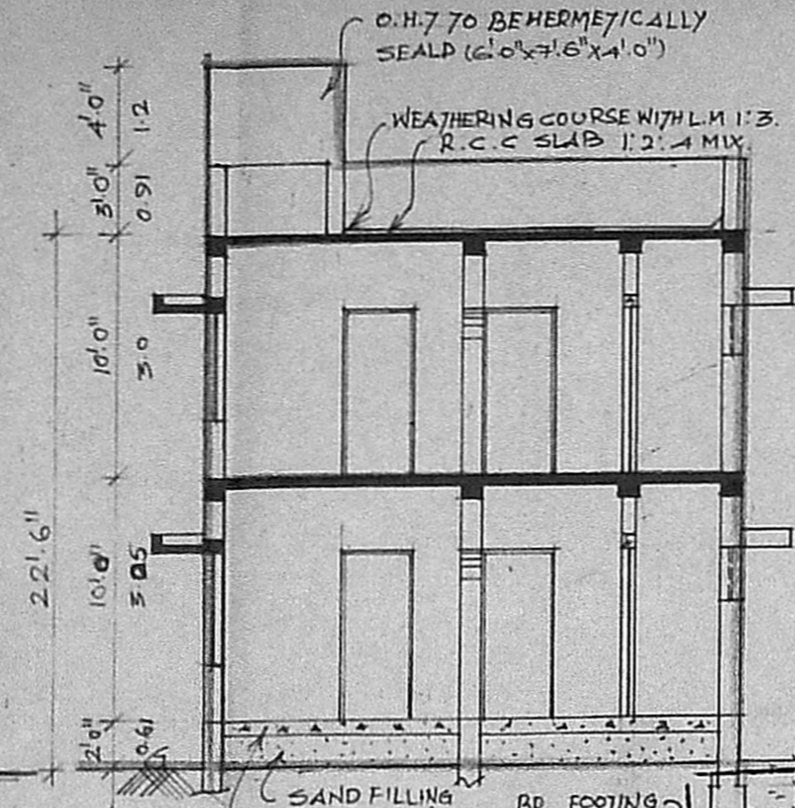 O.H.T TO BE HERMETICALLY
SEALD (6'.0"x7'.6"x4'.0")
WEATHERING COURSE WITH L.M 1:3.
R.C.C SLAB 1:2:4 MIX.
4'.0"
1.2
3'.0"
0.91
10'.0"
3.0
22'.6"
10'.0"
3.05
2'.0"
0.61
SAND FILLING
FOOTING